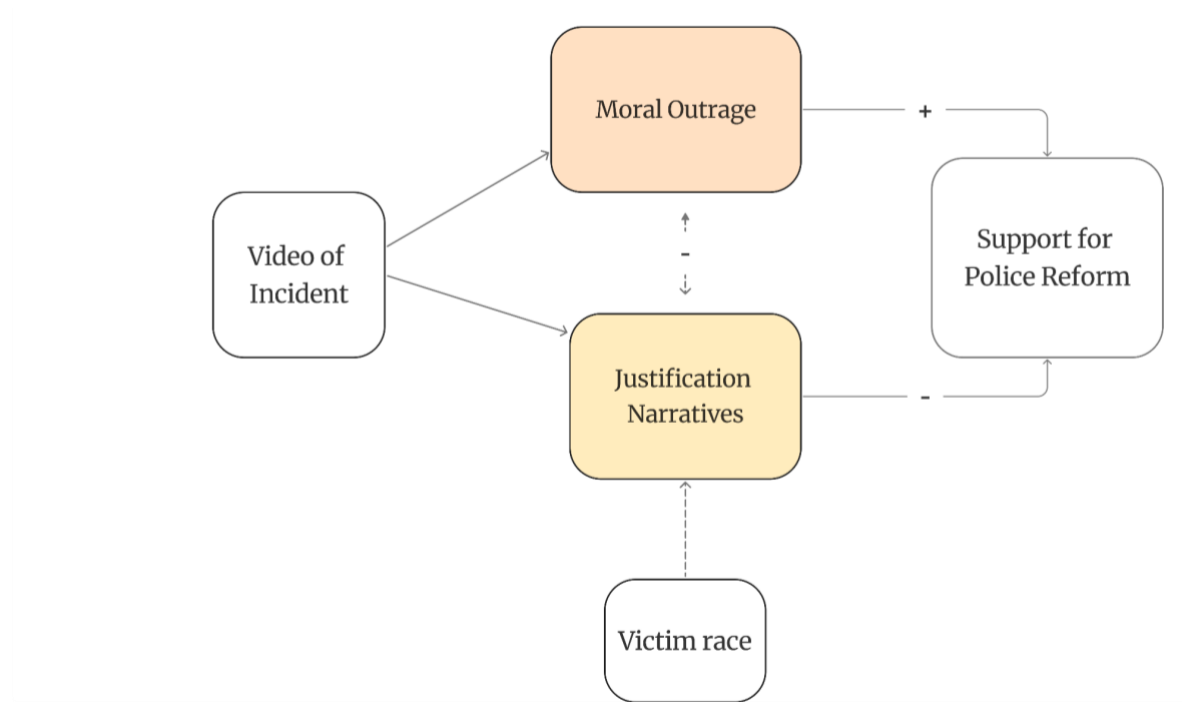 Moral Outrage
+
Video of
Incident
-
Support for
Police Reform
Justification
Narratives
-
Victim race